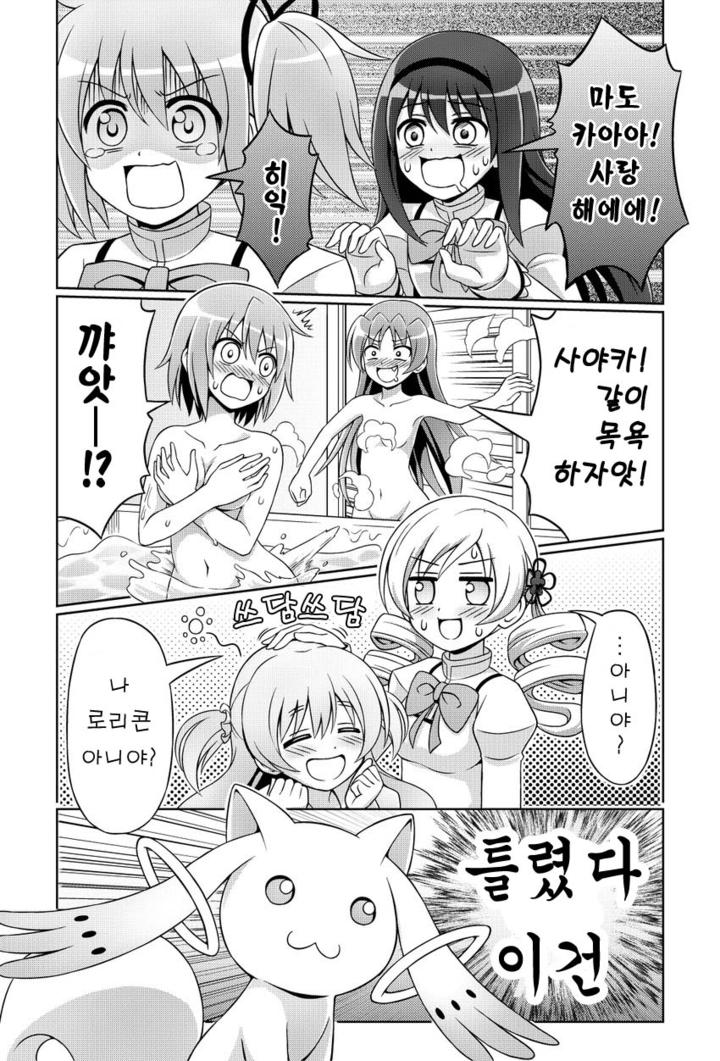 마도
카아아!
사랑
해에에!
히익!
사야카!
같이
목욕
하자앗!
꺄앗ー!?
쓰담쓰담
…아니야?
나
로리콘
아니야?
틀렸다
이건